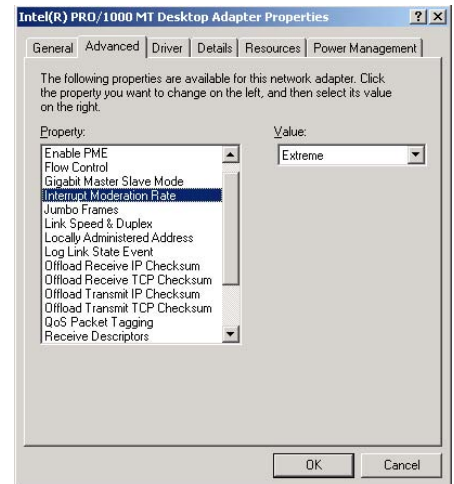 Intel(R) PRO/1000 MT Desktop Adapter Properties
General Advanced Driver Details Resources Power Management
The following properties are available for this network adapter. Click
the property you want to change on the left, and then select its value
on the right.
Property:
Value:
Enable PME
Extreme
Flow Control
Gigabit Master Slave Mode
Interrupt Moderation Rate
Jumbo Frames
Link Speed & Duplex
Locally Administered Address
Log Link State Event
Offload Receive IP Checksum
Offload Receive TCP Checksum
Offload Transmit IP Checksum
Offload Transmit TCP Checksum
QoS Packet Tagging
Receive Descriptors
OK Cancel